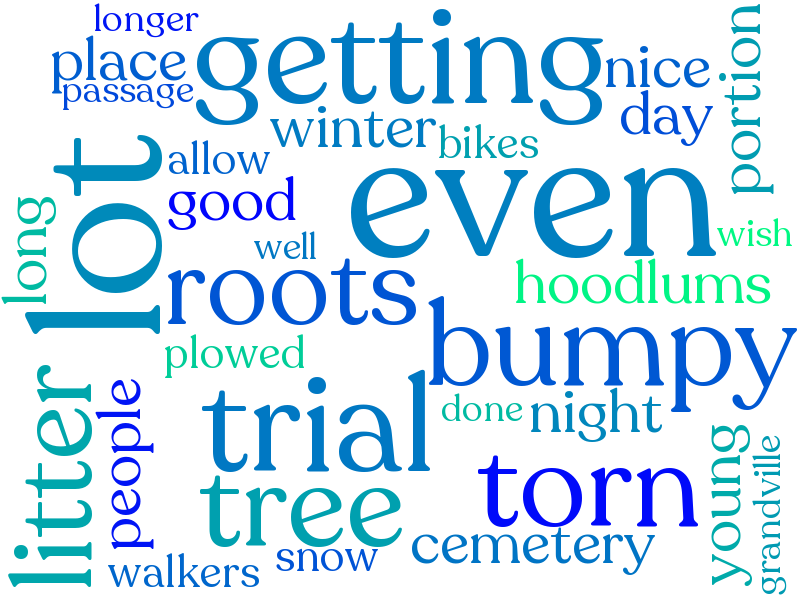 longer
getting
place
nice
passage
day
portion
winter
bikes
lot
allow
even
good
long
wish
well
roots
hoodlums
bumpy
plowed
litter
people
trial
done
night
tree
torn
young
grandville
cemetery
snow
walkers